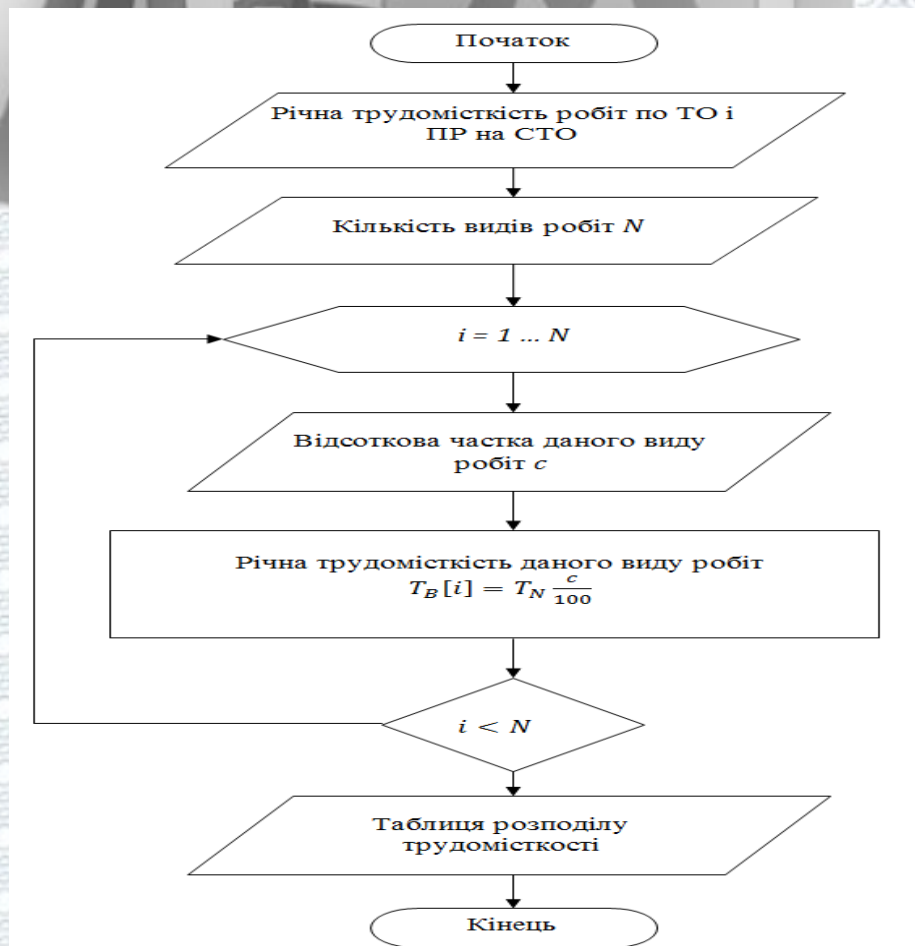 Початок
Річна трудомісткість робіт по ТО і
ПР на СТО
Кількість видів робіт N
i = 1 ... N
Відсоткова частка даного виду
робіт c
Річна трудомісткість даного виду робіт
T_B [i] = T_N c/100
i < N
Таблиця розподілу
трудомісткості
Кінець